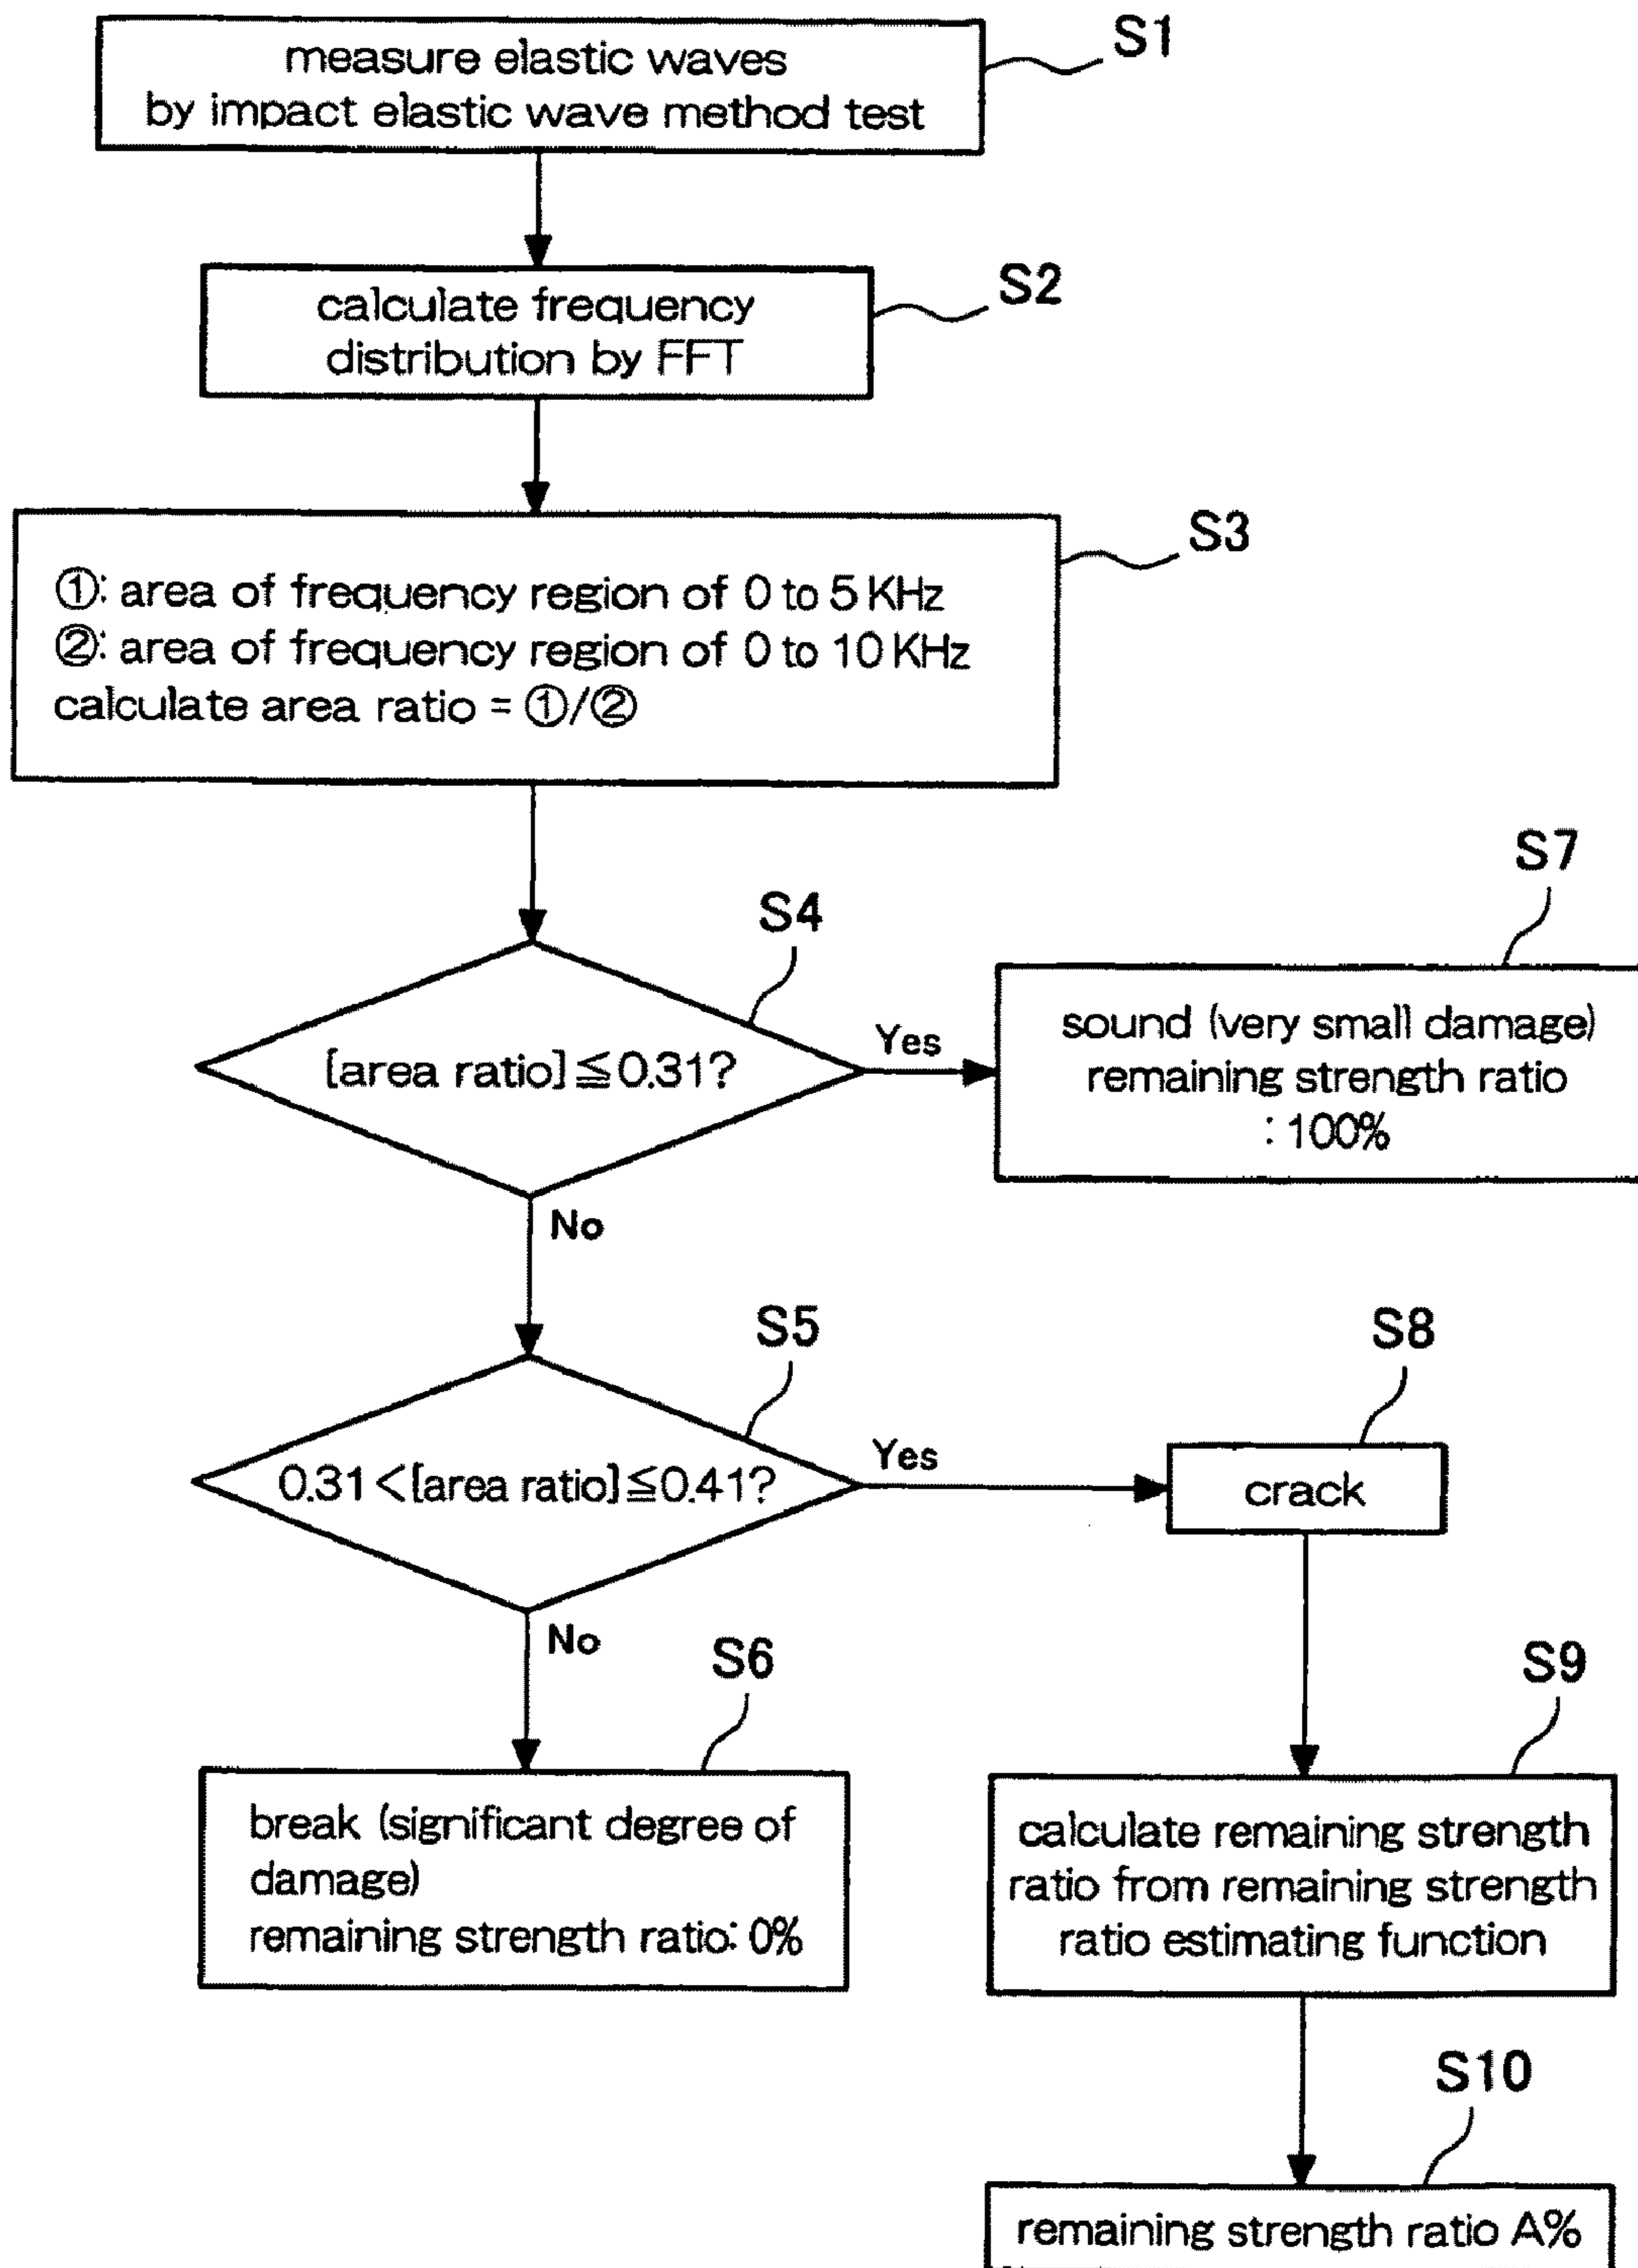 S1
measure elastic waves
by impact elastic wave method test
S2
calculate frequency
distribution by FFT
S3
①: area of frequency region of 0 to 5 KHz
②: area of frequency region of 0 to 10 KHz
calculate area ratio = ①/②
S4
[area ratio]≦0.31?
Yes
No
S7
sound (very small damage)
remaining strength ratio
: 100%
S5
0.31<[area ratio]≦0.41?
Yes
No
S8
crack
S6
break (significant degree of
damage)
remaining strength ratio: 0%
S9
calculate remaining strength
ratio from remaining strength
ratio estimating function
S10
remaining strength ratio A%